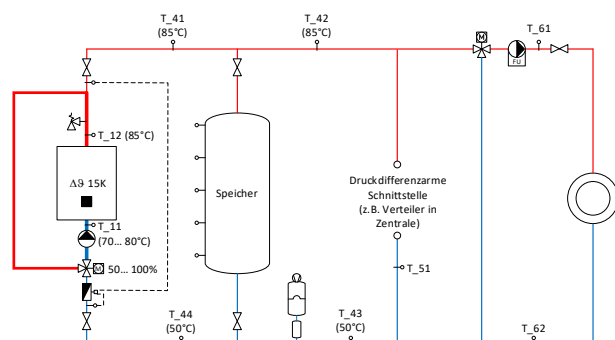 T_41
(85°C)
T_42
(85°C)
T_61
M
FU
T_12 (85°C)
Δϑ 15K
Speicher
Druckdifferenzarme
Schnittstelle
(z.B. Verteiler in
Zentrale)
T_11
(70... 80°C)
M
50... 100%
T_51
T_44
(50°C)
T_43
(50°C)
T_62